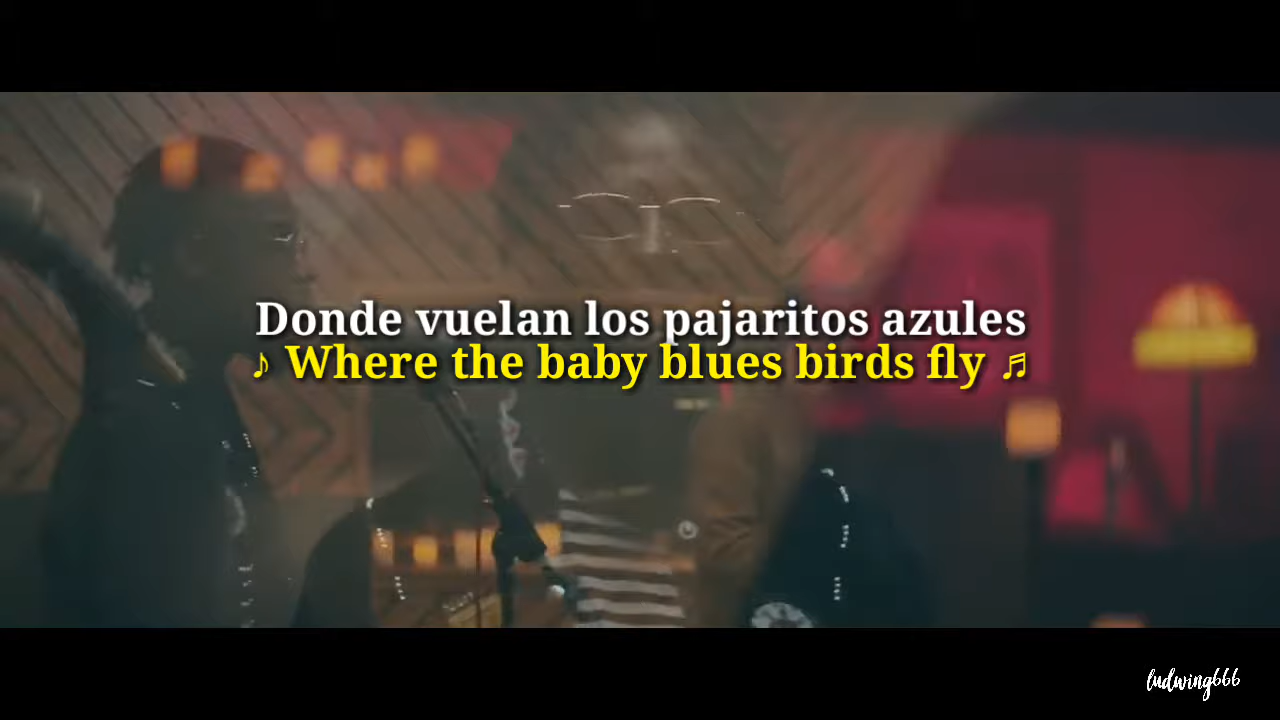 Donde vuelan los pajaritos azules
♪ Where the baby blues birds fly ♬
ludwing666